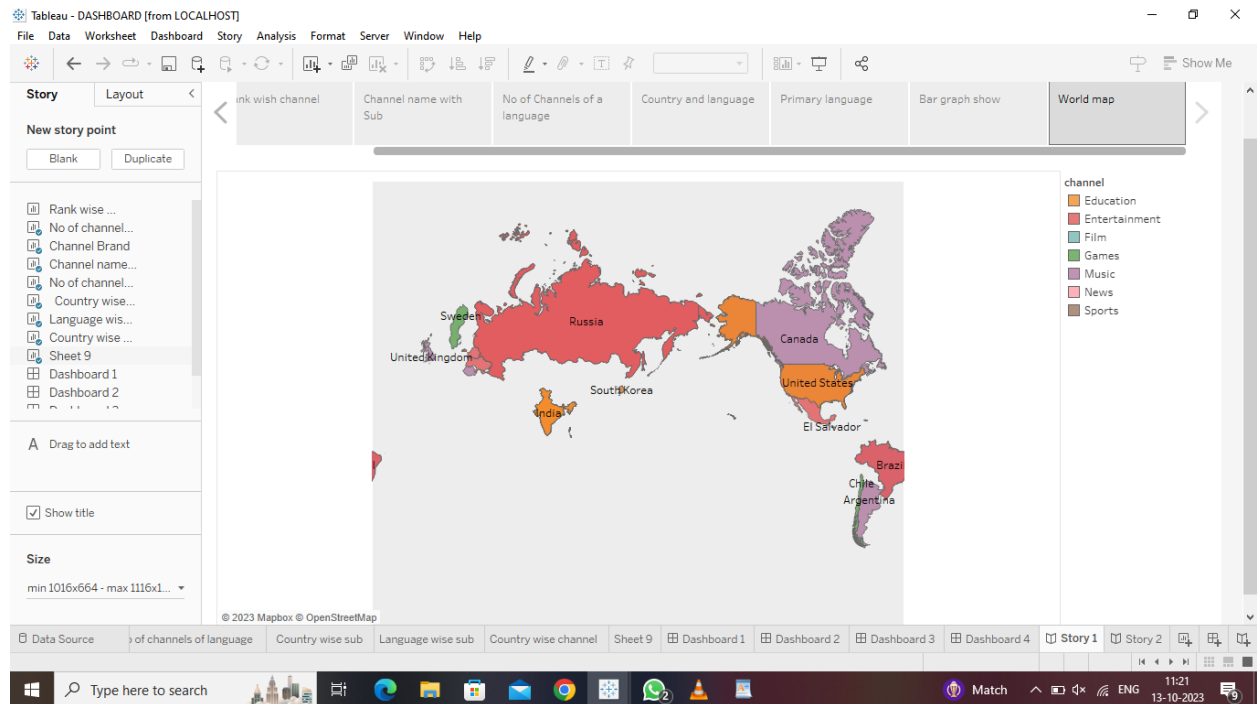 Tableau - DASHBOARD [from LOCALHOST]
File Data Worksheet Dashboard Story Analysis Format Server Window Help
Show Me
Story Layout
New story point
Blank Duplicate
Rank wise ...
No of channel...
Channel Brand
Channel name...
No of channel...
Country wise...
Language wis...
Country wise ...
Sheet 9
Dashboard 1
Dashboard 2
A Drag to add text
Show title
Size
min 1016x664 - max 1116x1...
nk wish channel
Channel name with
Sub
No of Channels of a
language
Country and language
Primary language
Bar graph show
World map
Sweden
Russia
United Kingdom
South Korea
India
Canada
United States
El Salvador
Brazi
Chile
Argentina
channel
Education
Entertainment
Film
Games
Music
News
Sports
© 2023 Mapbox © OpenStreetMap
Data Source of channels of language Country wise sub Language wise sub Country wise channel Sheet 9 Dashboard 1 Dashboard 2 Dashboard 3 Dashboard 4 Story 1 Story 2
Type here to search
2
Match
ENG
11:21
13-10-2023
9